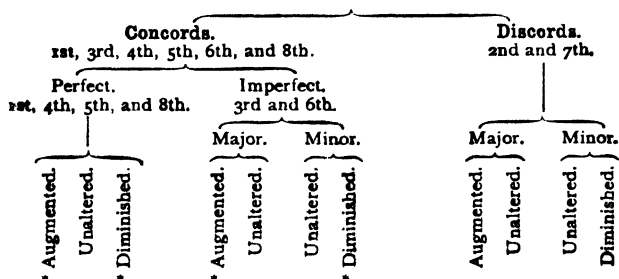 Concords.
1st, 3rd, 4th, 5th, 6th, and 8th.
Discords.
2nd and 7th.
Perfect.
1st, 4th, 5th, and 8th.
Imperfect.
3rd and 6th.
Major.
Minor.
Major.
Minor.
Augmented.
Unaltered.
Diminished.
Augmented.
Unaltered.
Unaltered.
Diminished.
Augmented.
Unaltered.
Unaltered.
Diminished.